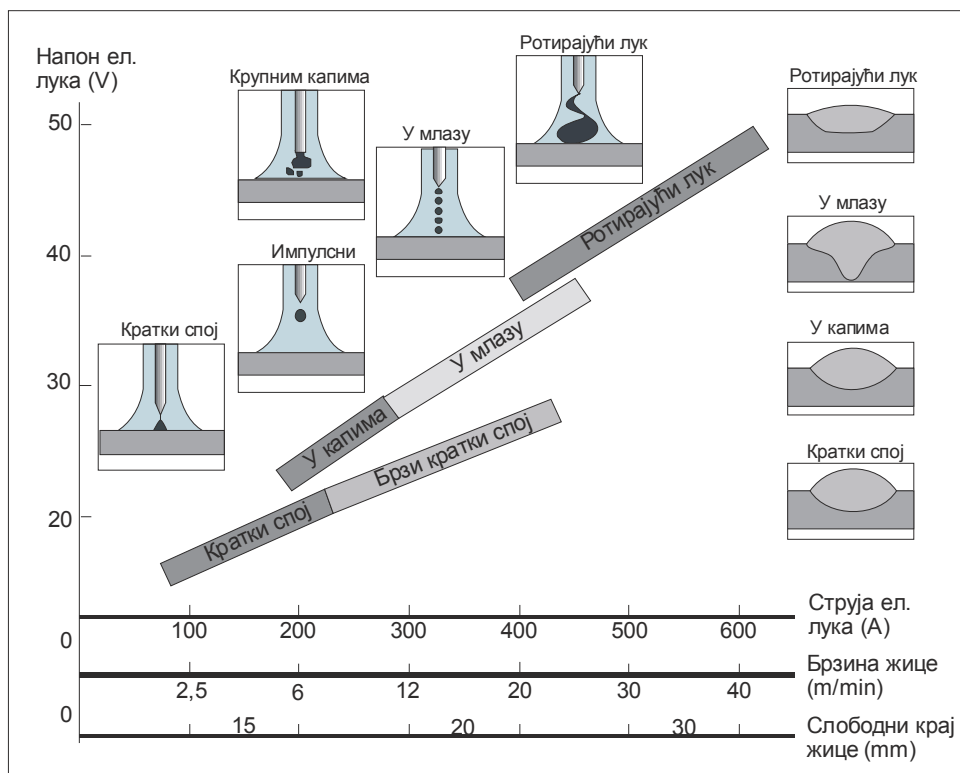 Напон ел.
лука (V)
Крупним капима
Ротирајући лук
Ротирајући лук
50
У млазу
Ротирајући лук
У млазу
40
Импулсни
У млазу
Кратки спој
У капима
30
У капима
Брзи кратки спој
Кратки спој
20
Кратки спој
Струја ел.
лука (A)
0
100 200 300 400 500 600
Брзина жице
(m/min)
2,5 6 12 20 30 40
0
15 20 30
Слободни крај
жице (mm)